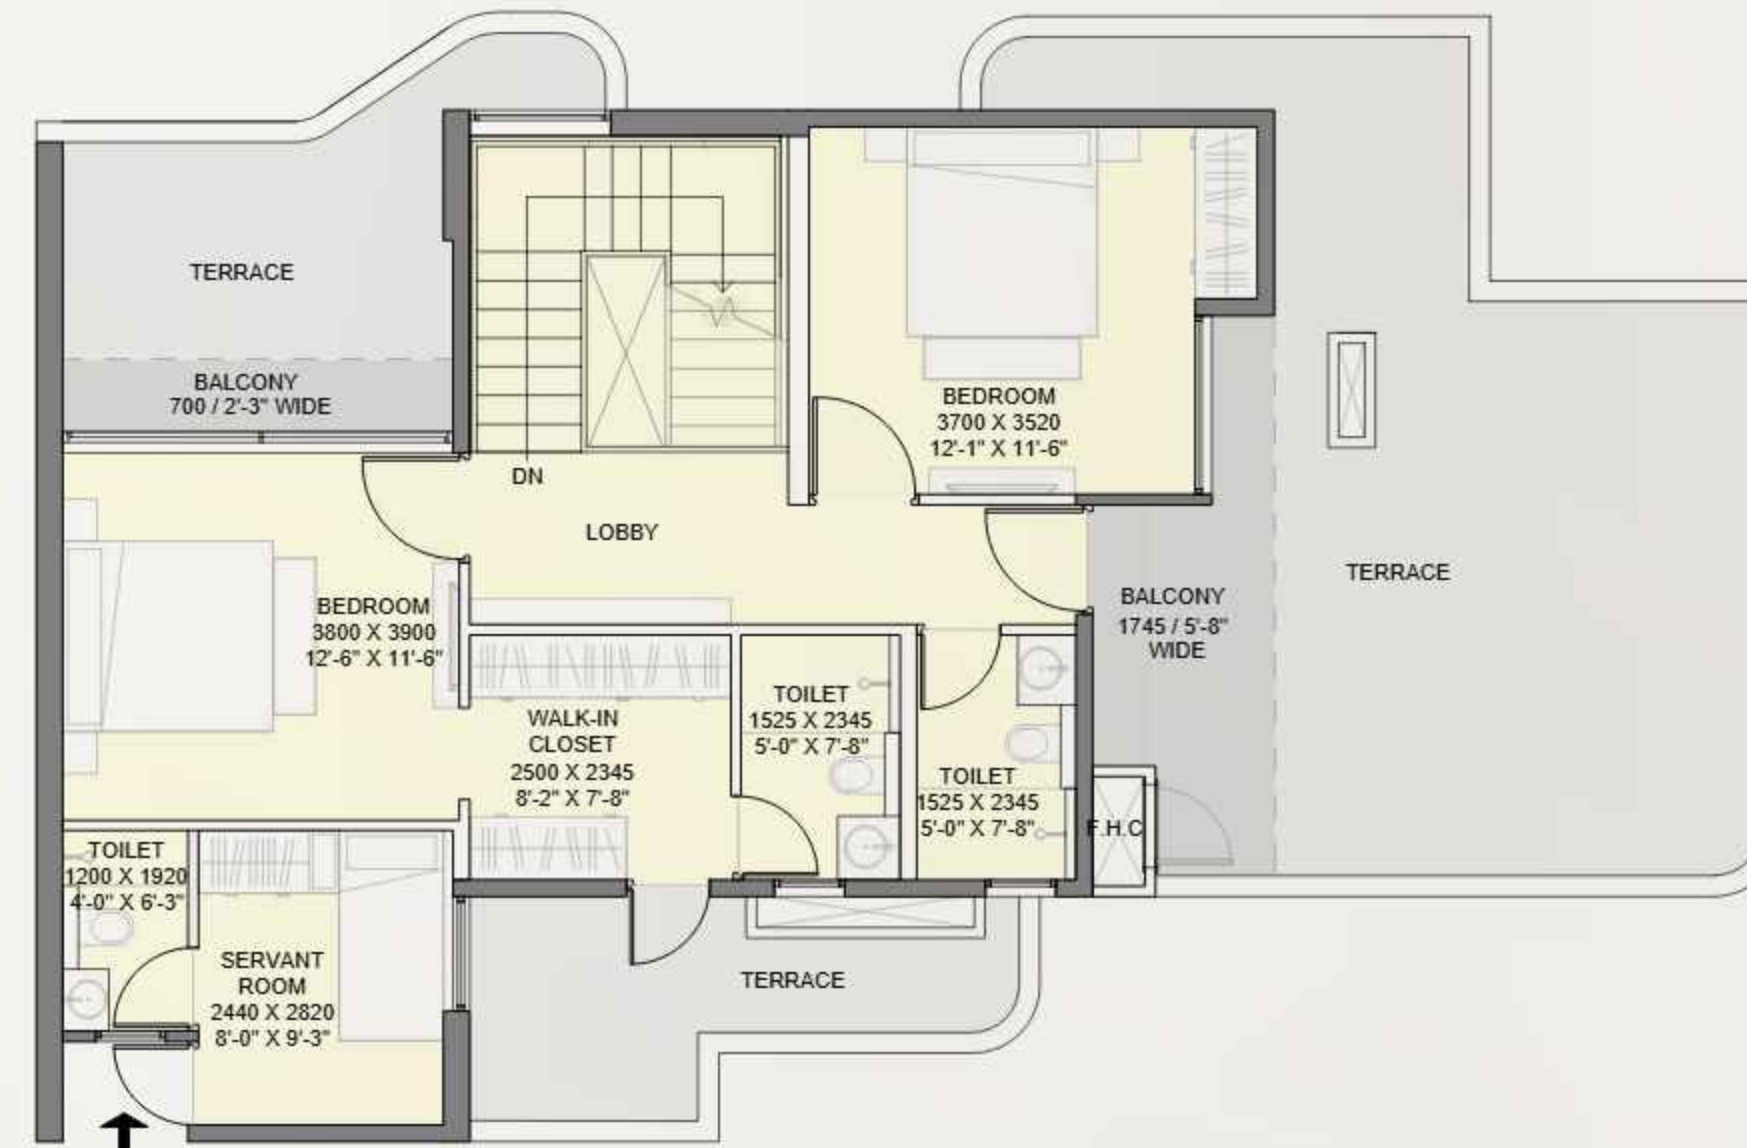 TERRACE
BALCONY
700 / 2'-3" WIDE
DN
LOBBY
BEDROOM
3700 X 3520
12'-1" X 11'-6"
TERRACE
BALCONY
1745 / 5'-8"
WIDE
BEDROOM
3800 X 3900
12'-6" X 11'-6"
WALK-IN
CLOSET
2500 X 2345
8'-2" X 7'-8"
TOILET
1525 X 2345
5'-0" X 7'-8"
TOILET
1525 X 2345
5'-0" X 7'-8"
F.H.C
TOILET
1200 X 1920
4'-0" X 6'-3"
SERVANT
ROOM
2440 X 2820
8'-0" X 9'-3"
TERRACE